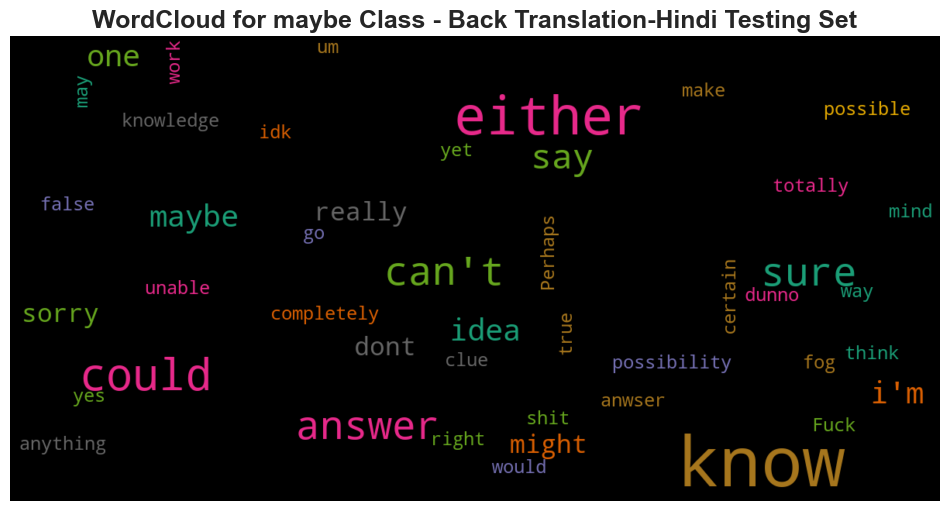 WordCloud for maybe Class - Back Translation-Hindi Testing Set
um
one
work
may
make
either
possible
knowledge
idk
yet
say
totally
false
maybe
really
mind
go
Perhaps
can't
sure
certain
unable
dunno
way
sorry
completely
idea
true
dont
clue
possibility
think
fog
could
yes
i'm
anwser
answer
shit
Fuck
right
might
anything
would
know